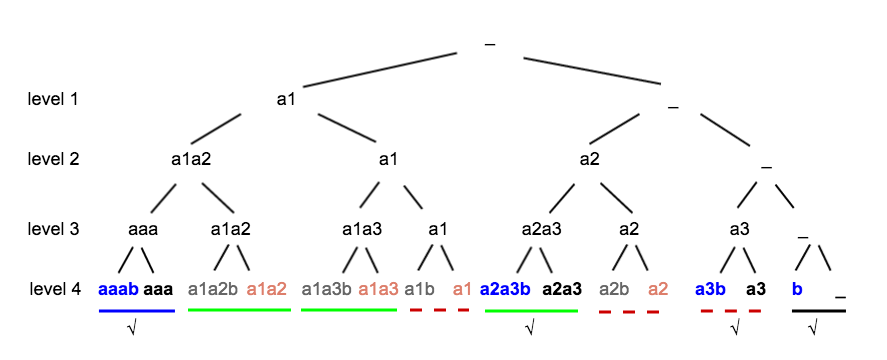 _
level 1 a1 _
level 2 a1a2 a1 a2 _
level 3 aaa a1a2 a1a3 a1 a2a3 a2 a3 _
level 4 aaab aaa a1a2b a1a2 a1a3b a1a3 a1b a1 a2a3b a2a3 a2b a2 a3b a3 b _
√ √ √ √